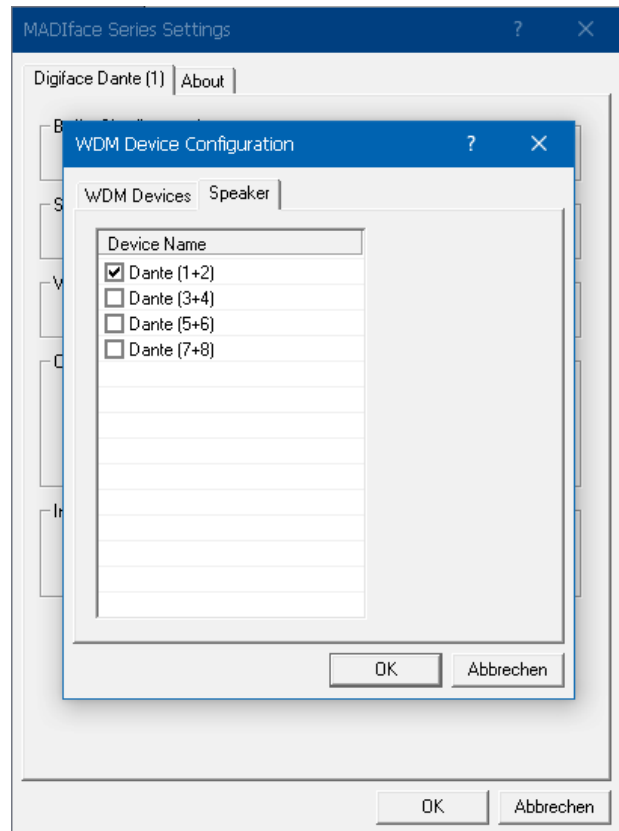 MADIface Series Settings
Digiface Dante (1)
About
WDM Device Configuration
WDM Devices
Speaker
Device Name
Dante (1+2)
Dante (3+4)
Dante (5+6)
Dante (7+8)
OK
Abbrechen
OK
Abbrechen